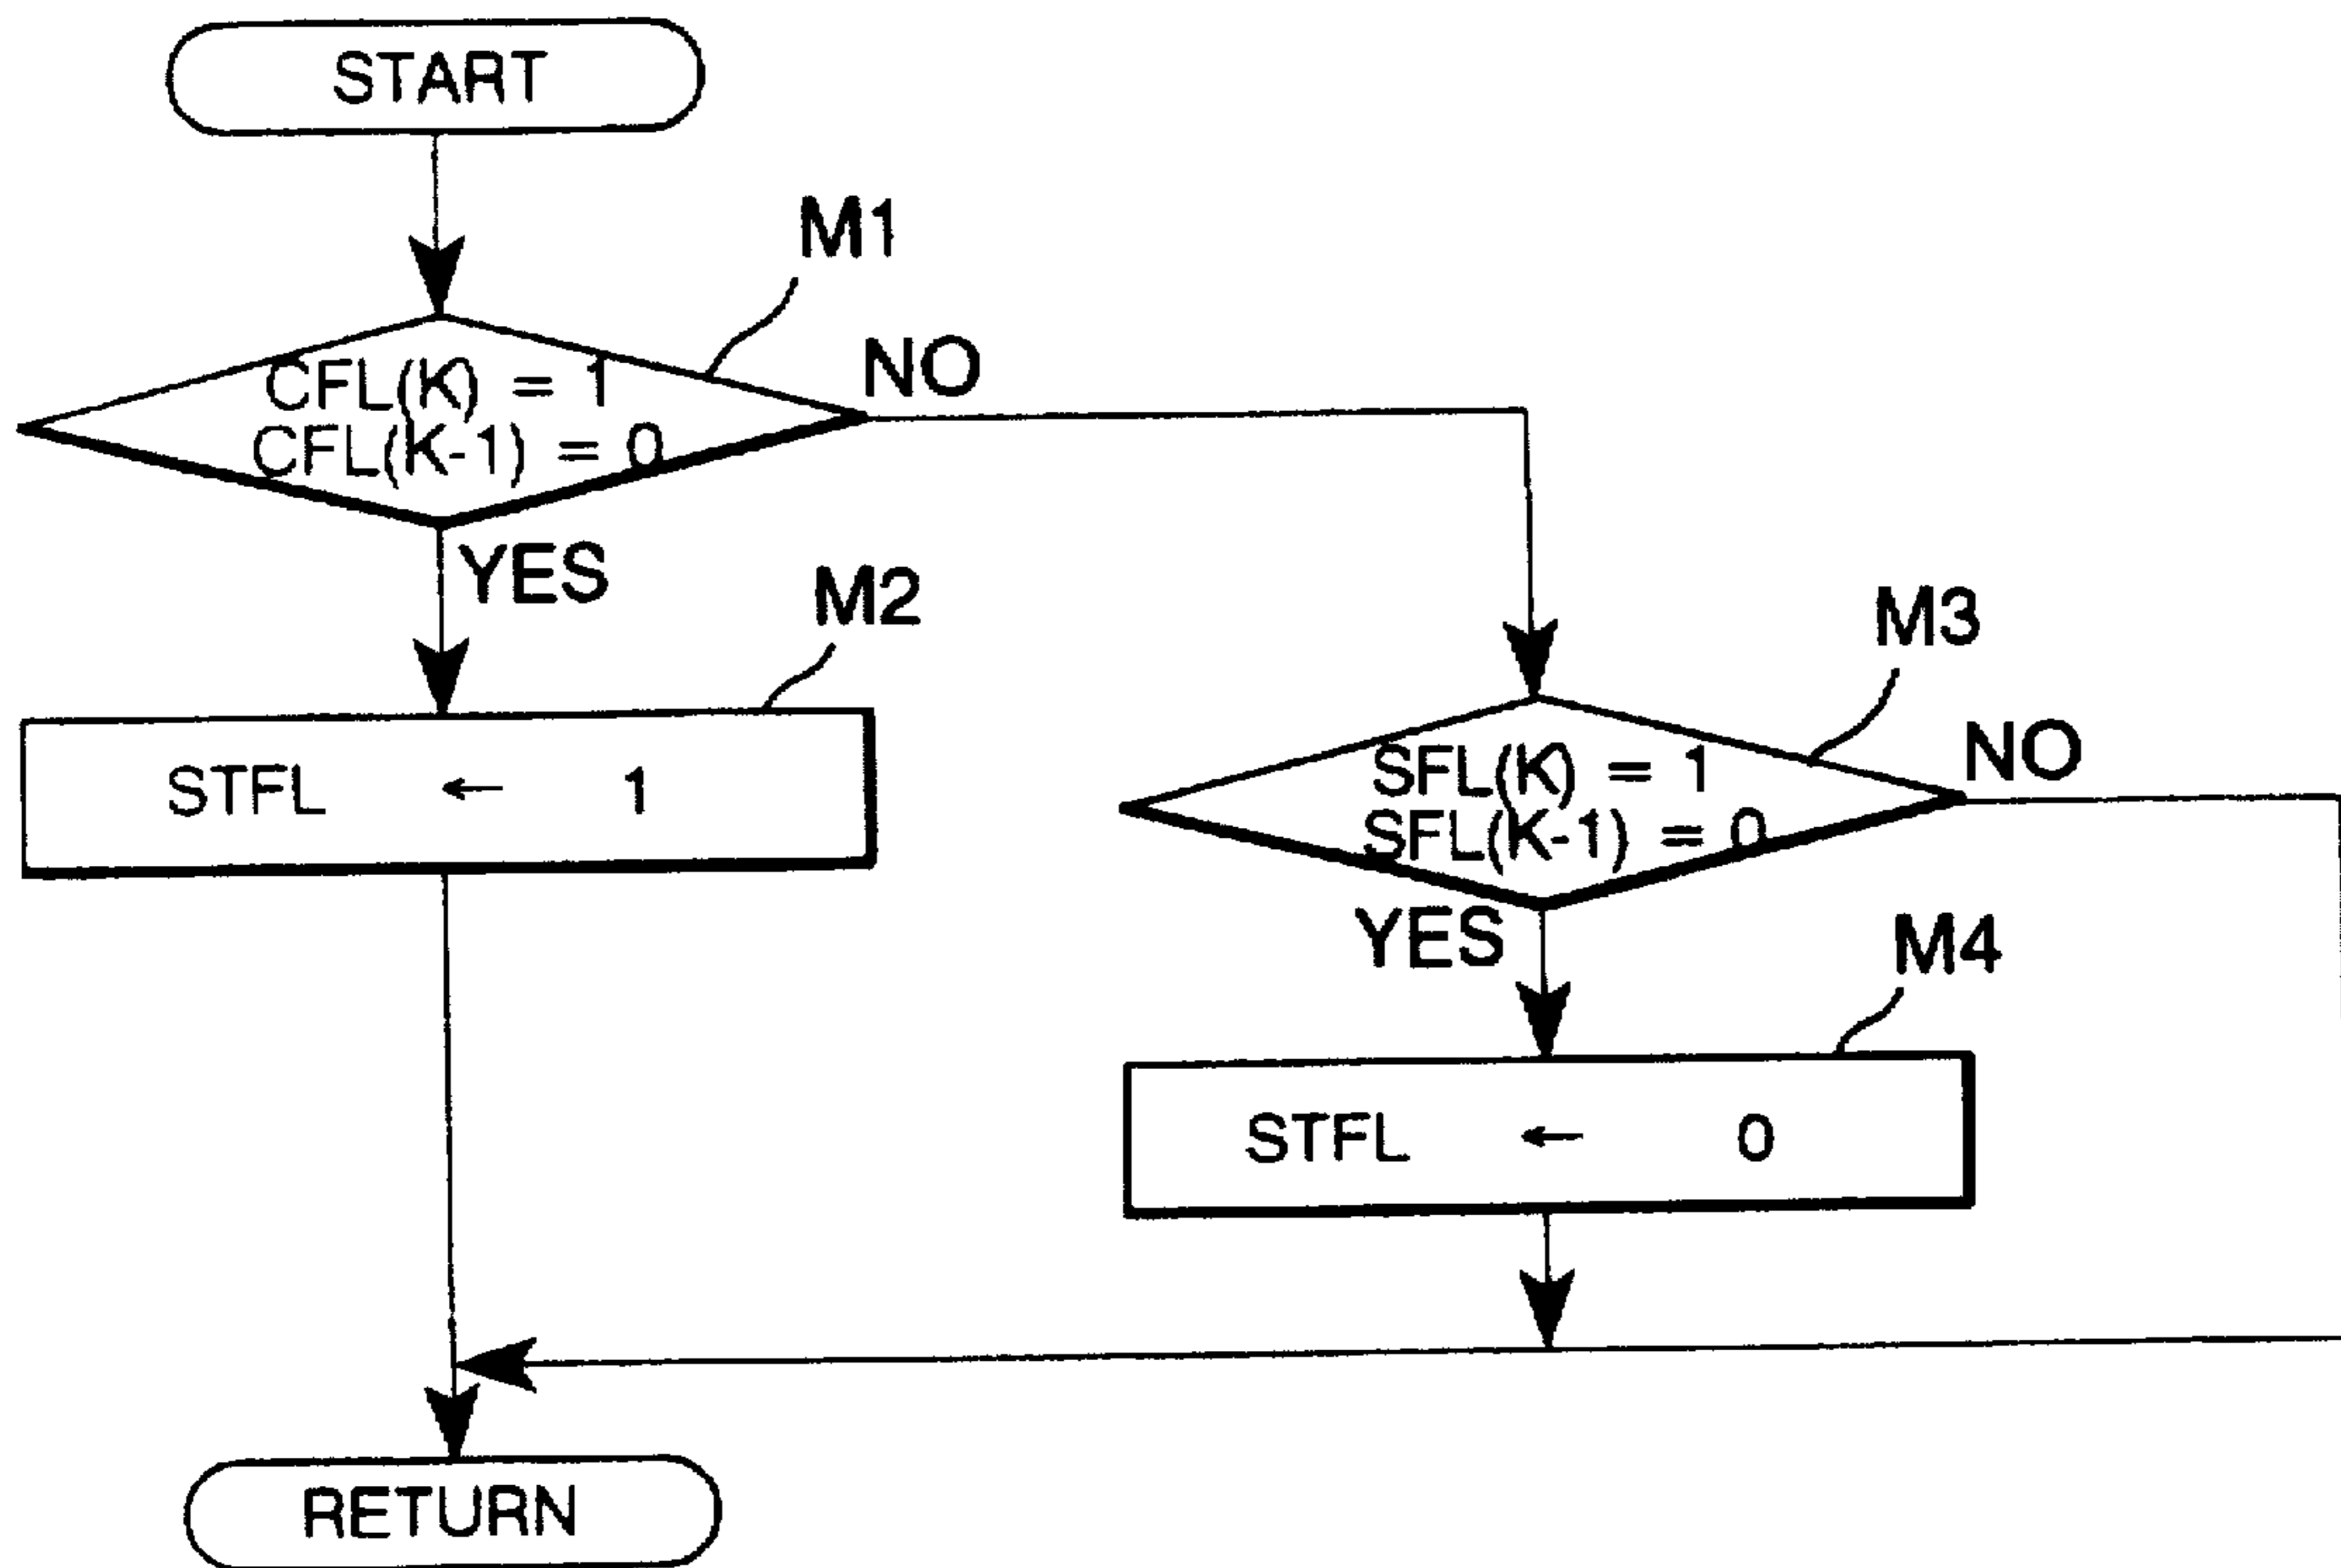 START
M1
CFL(K) = 1
CFL(K-1) = 0
NO
YES
M2
STFL ← 1
M3
SFL(K) = 1
SFL(K-1) = 0
NO
YES
M4
STFL ← 0
RETURN